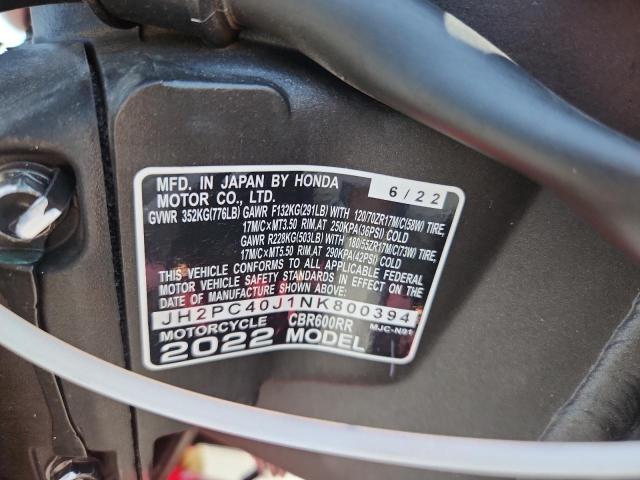 MFD. IN JAPAN BY HONDA MOTOR CO., LTD. 6/22
GVWR 352KG(776LB) GAWR F132KG(291LB) WITH 120/70ZR17M/C(58W) TIRE,
17M/C×MT3.50 RIM,AT 250KPA(36PSI) COLD
GAWR R228KG(503LB) WITH 180/55ZR17M/C(73W) TIRE,
17M/C×MT5.50 RIM,AT 290KPA(42PSI) COLD
THIS VEHICLE CONFORMS TO ALL APPLICABLE FEDERAL
MOTOR VEHICLE SAFETY STANDARDS IN EFFECT ON THE
DATE OF MANUFACTURE SHOWN ABOVE.
JH2PC40J1NK800394
MOTORCYCLE CBR600RR MJC-N91
2022 MODEL